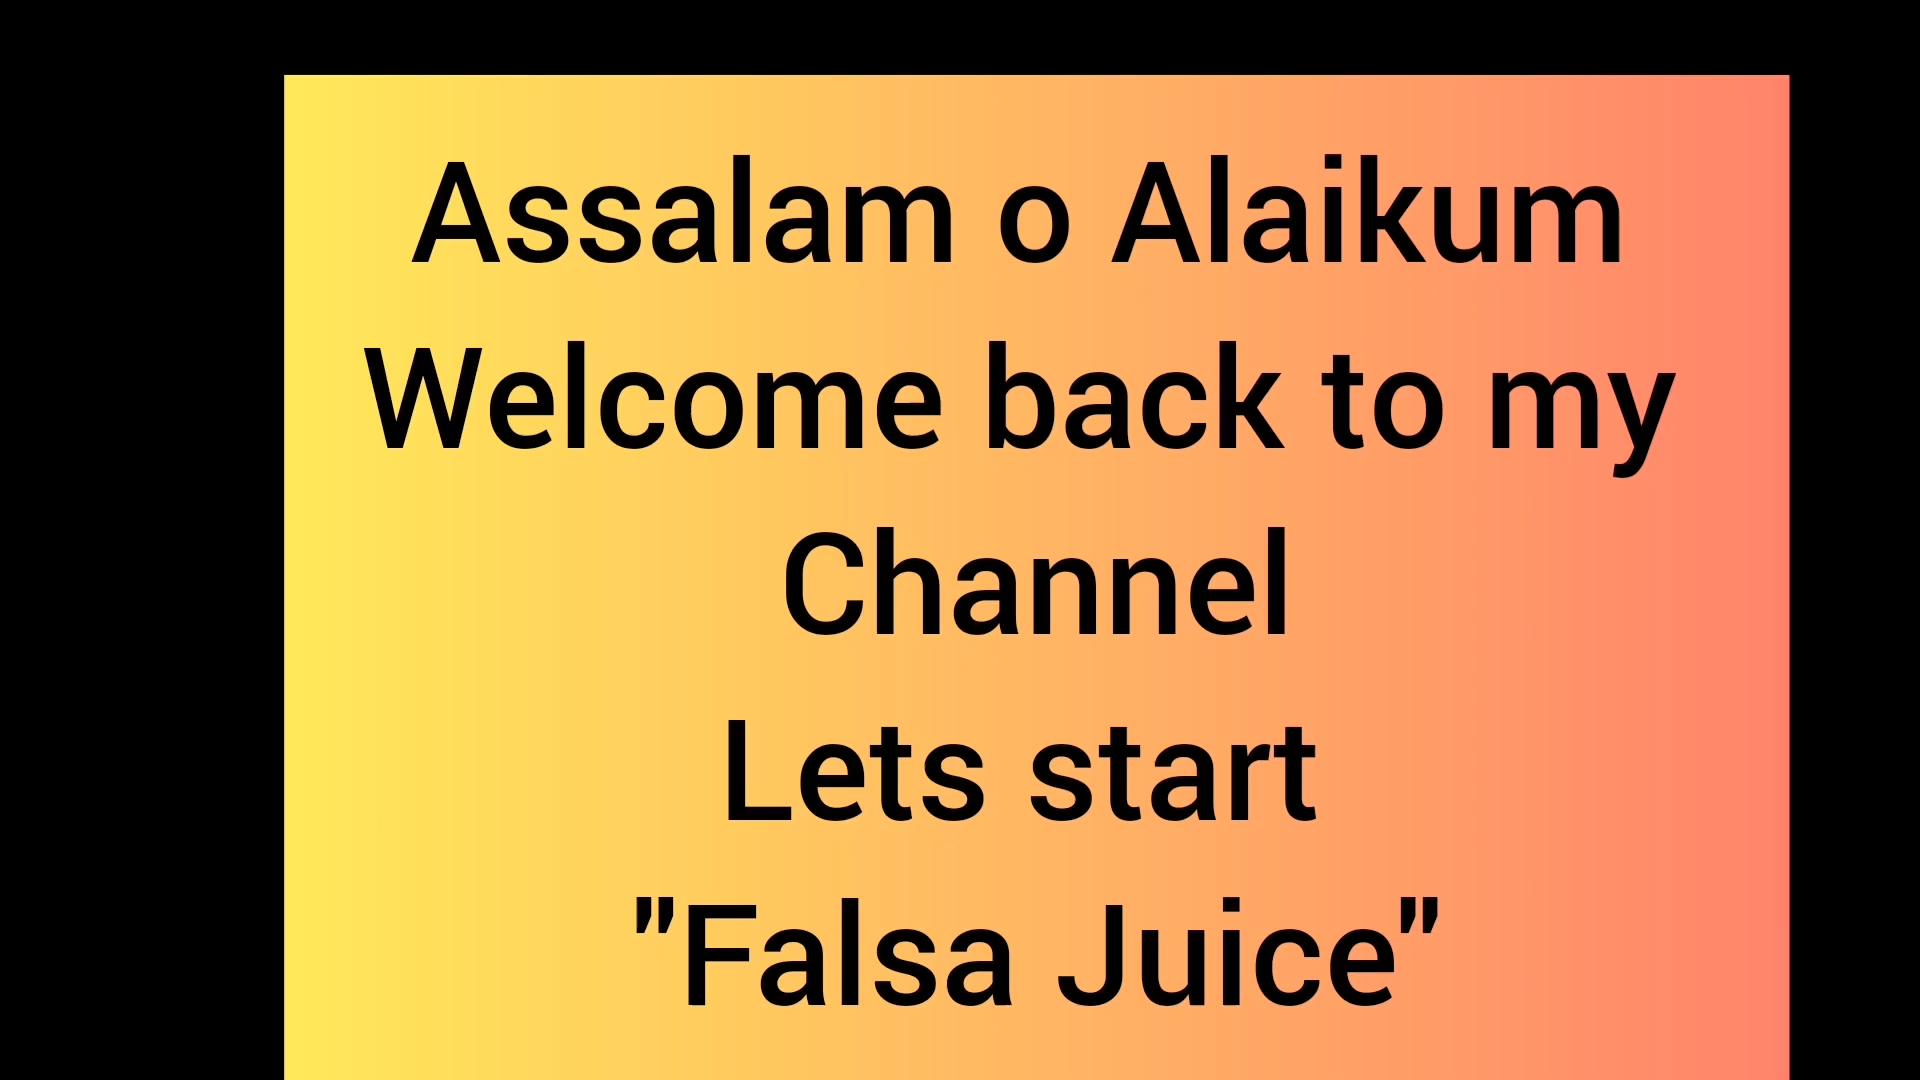 Assalam o Alaikum
Welcome back to my
Channel
Lets start
"Falsa Juice"